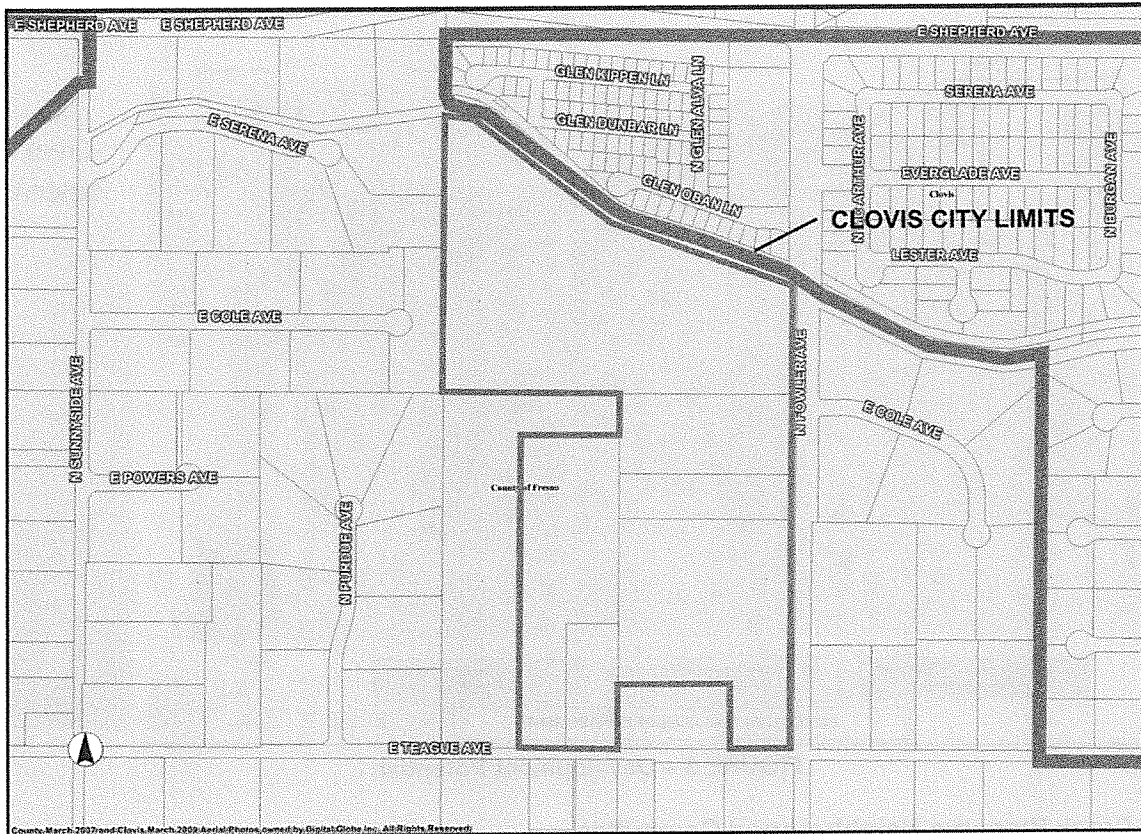 E SHEPHERD AVE
E SHEPHERD AVE
E SHEPHERD AVE
GLEN KIPPEN LN
N GLEN ALVA LN
SERENA AVE
E SERENA AVE
GLEN DUNBAR LN
N MC ARTHUR AVE
EVERGLADE AVE
N BURGAN AVE
Clovis
GLEN OBAN LN
CLOVIS CITY LIMITS
LESTER AVE
E COLE AVE
N SUNNYSIDE AVE
N FOWLER AVE
E COLE AVE
E POWERS AVE
County of Fresno
N PURDUE AVE
E TEAGUE AVE
County March 2007 and Clovis March 2009 Aerial Photos owned by Digital Globe Inc. All Rights Reserved